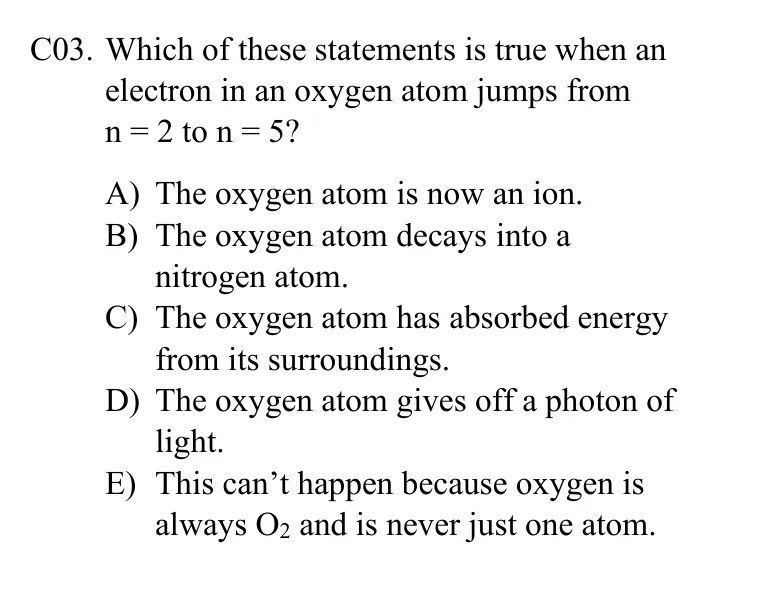 C03. Which of these statements is true when an
electron in an oxygen atom jumps from
n = 2 to n = 5?
A) The oxygen atom is now an ion.
B) The oxygen atom decays into a
nitrogen atom.
C) The oxygen atom has absorbed energy
from its surroundings.
D) The oxygen atom gives off a photon of
light.
E) This can’t happen because oxygen is
always O₂ and is never just one atom.